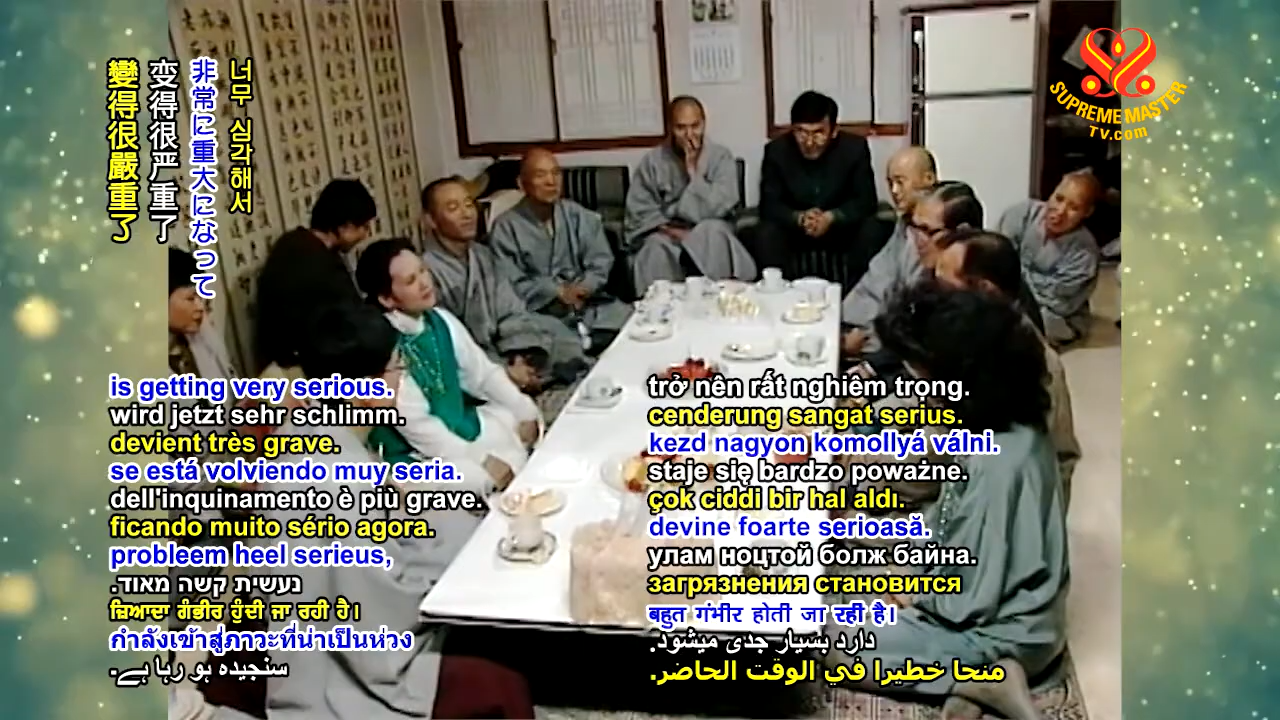 너무 심각해서
非常に重大になって
变得很严重了
變得很嚴重了
SUPREME MASTER
TV.com
is getting very serious.
wird jetzt sehr schlimm.
devient très grave.
se está volviendo muy seria.
dell'inquinamento è più grave.
ficando muito sério agora.
probleem heel serieus,
נעשית קשה מאוד.
ਜ਼ਿਆਦਾ ਗੰਭੀਰ ਹੁੰਦੀ ਜਾ ਰਹੀ ਹੈ।
กำลังเข้าสู่ภาวะที่น่าเป็นห่วง
سنجیدہ ہو رہا ہے.
trở nên rất nghiêm trọng.
cenderung sangat serius.
kezd nagyon komollyá válni.
staje się bardzo poważne.
çok ciddi bir hal aldı.
devine foarte serioasă.
улам ноцтой болж байна.
загрязнения становится
बहुत गंभीर होती जा रही है।
دارد بسیار جدی میشود.
منحا خطيرا في الوقت الحاضر.